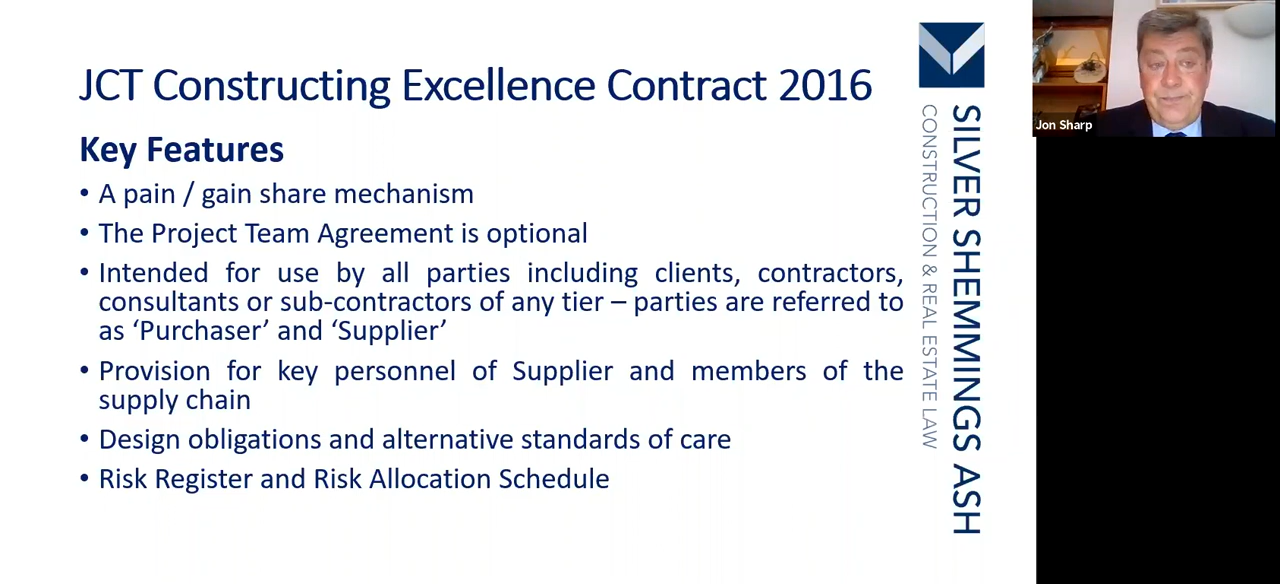 JCT Constructing Excellence Contract 2016
Key Features
• A pain / gain share mechanism
• The Project Team Agreement is optional
• Intended for use by all parties including clients, contractors,
consultants or sub-contractors of any tier – parties are referred to
as ‘Purchaser’ and ‘Supplier’
• Provision for key personnel of Supplier and members of the
supply chain
• Design obligations and alternative standards of care
• Risk Register and Risk Allocation Schedule
SILVER SHEMMINGS ASH
CONSTRUCTION & REAL ESTATE LAW
Jon Sharp